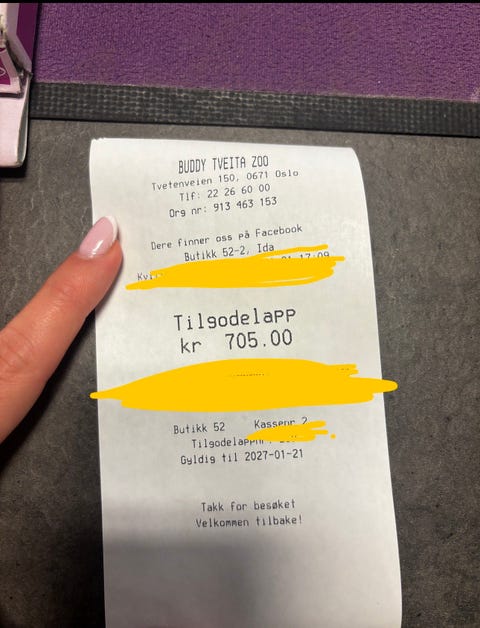 BUDDY TVEITA ZOO
Tvetenveien 150, 0671 Oslo
Tlf: 22 26 60 00
Org nr: 913 463 153
Dere finner oss på Facebook
Butikk 52-2, Ida
17:09
Tilgodelapp
kr 705.00
Butikk 52 Kassenr 2
Gyldig til 2027-01-21
Takk for besøket
Velkommen tilbake!